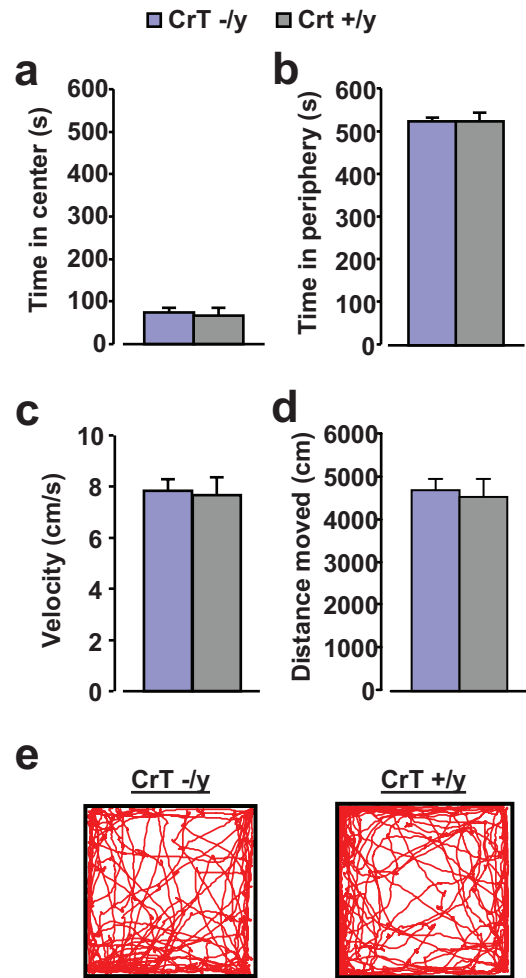 CrT -/y Crt +/y
a
Time in center (s)
600
500
400
300
200
100
0
b
Time in periphery (s)
600
500
400
300
200
100
0
c
Velocity (cm/s)
10
8
6
4
2
0
d
Distance moved (cm)
6000
5000
4000
3000
2000
1000
0
e
CrT -/y
CrT +/y